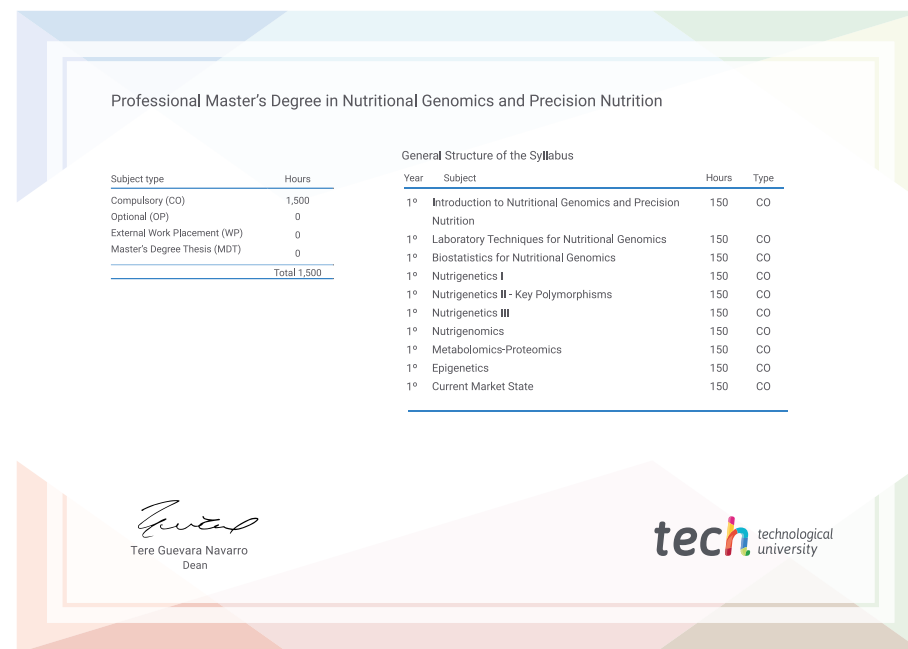 Professional Master's Degree in Nutritional Genomics and Precision Nutrition
Subject type Hours
Compulsory (CO) 1,500
Optional (OP) 0
External Work Placement (WP) 0
Master's Degree Thesis (MDT) 0
Total 1,500
General Structure of the Syllabus
Year Subject Hours Type
1º Introduction to Nutritional Genomics and Precision 150 CO
Nutrition
1º Laboratory Techniques for Nutritional Genomics 150 CO
1º Biostatistics for Nutritional Genomics 150 CO
1º Nutrigenetics I 150 CO
1º Nutrigenetics II - Key Polymorphisms 150 CO
1º Nutrigenetics III 150 CO
1º Nutrigenomics 150 CO
1º Metabolomics-Proteomics 150 CO
1º Epigenetics 150 CO
1º Current Market State 150 CO
Tere Guevara Navarro
Dean
tech technological
university